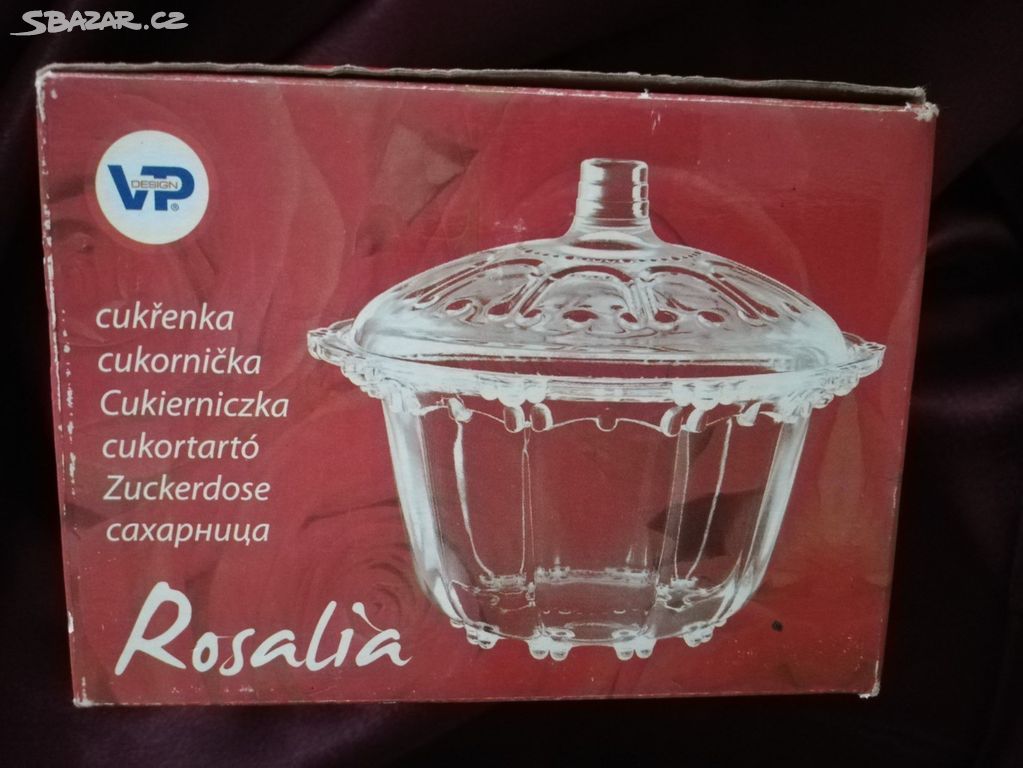 SBAZAR.CZ
VP
DESIGN
®
cukřenka
cukornička
Cukierniczka
cukortartó
Zuckerdose
сахарница
Rosalia